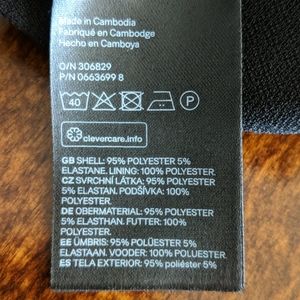 Made in Cambodia
Fabriqué en Cambodge
Hecho en Camboya
O/N 306829
P/N 0663699 8
40
P
clevercare.info
GB SHELL: 95% POLYESTER 5%
ELASTANE. LINING: 100%
POLYESTER.
CZ SVRCHNÍ LÁTKA: 95% POLYESTER
5% ELASTAN. PODŠÍVKA: 100%
POLYESTER.
DE OBERMATERIAL: 95% POLYESTER
5% ELASTHAN. FUTTER: 100%
POLYESTER.
EE ÜMBRIS: 95% POLÜESTER 5%
ELASTAAN. VOODER: 100% POLÜESTER.
ES TELA EXTERIOR: 95% poliéster 5%